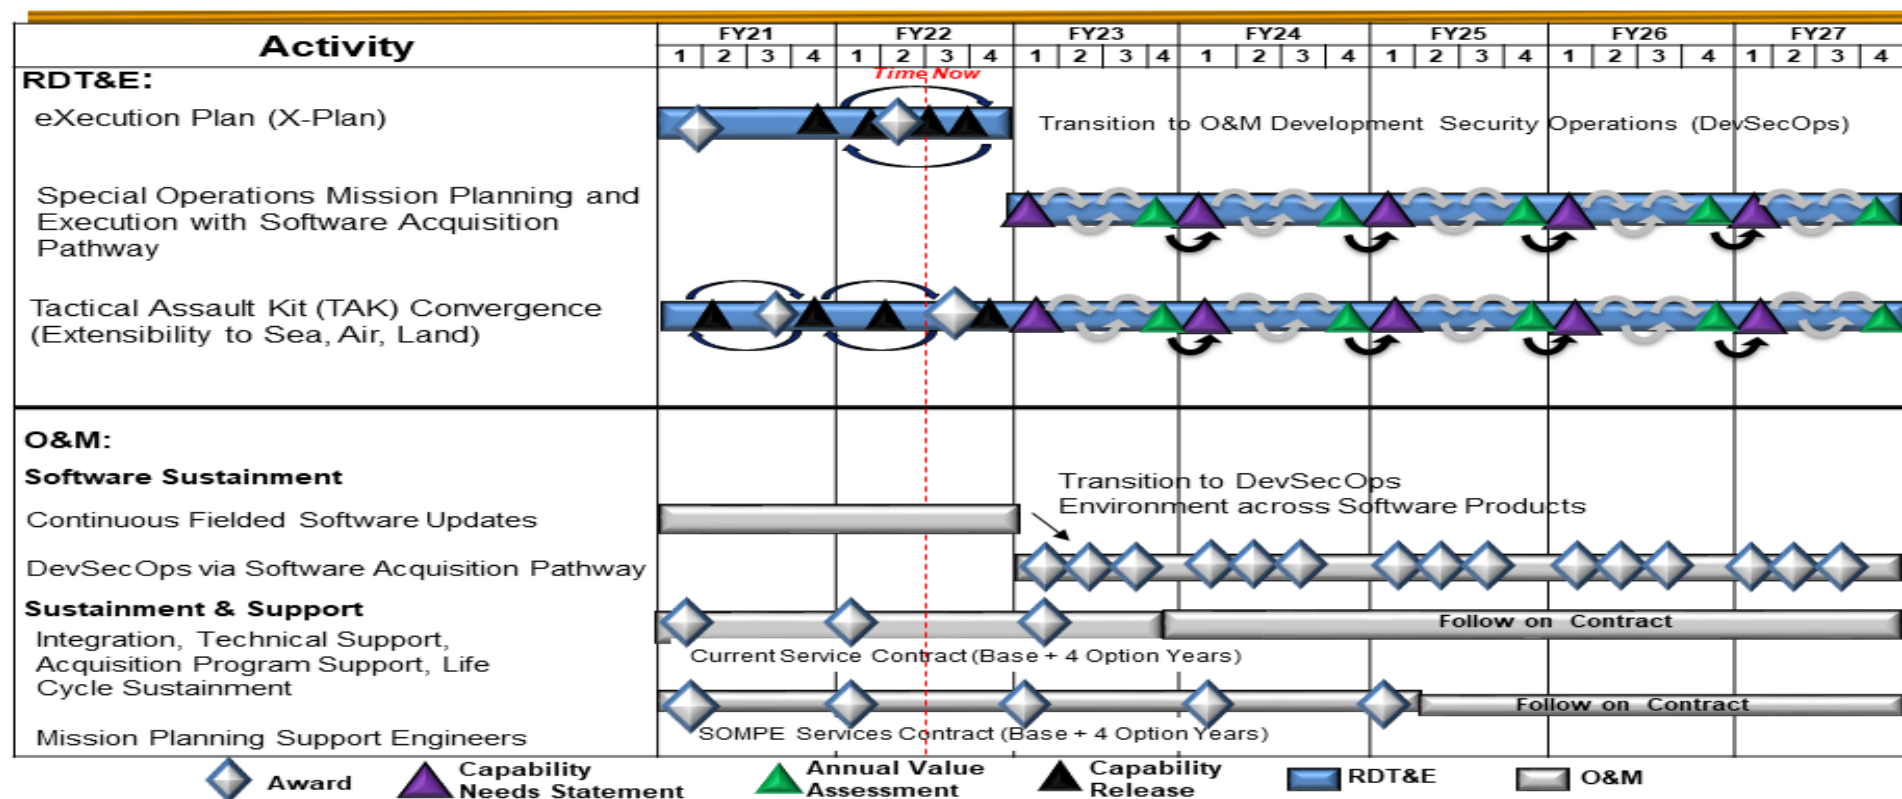 Activity
FY21 FY22 FY23 FY24 FY25 FY26 FY27
1 2 3 4 1 2 3 4 1 2 3 4 1 2 3 4 1 2 3 4 1 2 3 4 1 2 3 4
Time Now
RDT&E:
eXecution Plan (X-Plan)
Transition to O&M Development Security Operations (DevSecOps)
Special Operations Mission Planning and
Execution with Software Acquisition
Pathway
Tactical Assault Kit (TAK) Convergence
(Extensibility to Sea, Air, Land)
O&M:
Software Sustainment
Transition to DevSecOps
Environment across Software Products
Continuous Fielded Software Updates
DevSecOps via Software Acquisition Pathway
Sustainment & Support
Follow on Contract
Integration, Technical Support,
Acquisition Program Support, Life
Cycle Sustainment
Current Service Contract (Base + 4 Option Years)
Follow on Contract
Mission Planning Support Engineers
SOMPE Services Contract (Base + 4 Option Years)
Award
Capability
Needs Statement
Annual Value
Assessment
Capability
Release
RDT&E
O&M